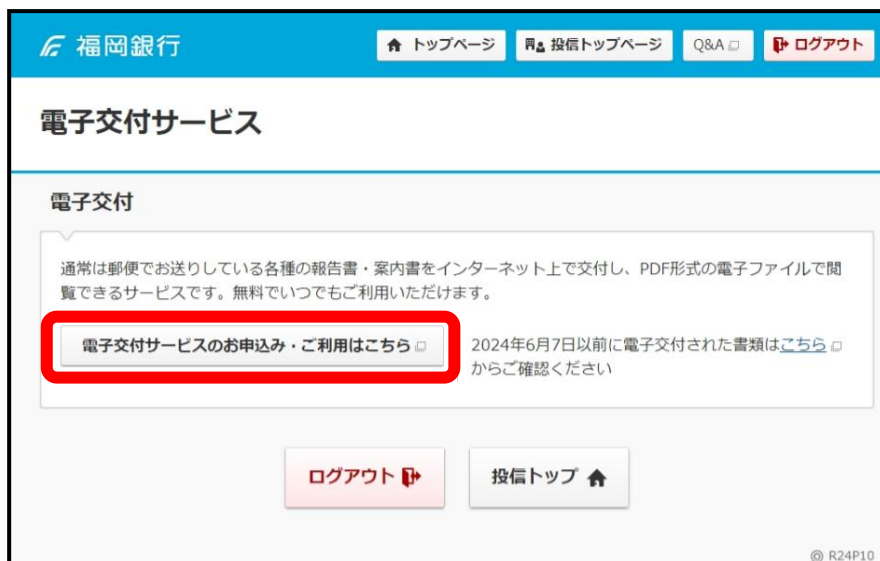 福岡銀行
トップページ
投信トップページ
Q&A
ログアウト
電子交付サービス
電子交付
通常は郵便でお送りしている各種の報告書・案内書をインターネット上で交付し、PDF形式の電子ファイルで閲
覧できるサービスです。無料でいつでもご利用いただけます。
電子交付サービスのお申込み・ご利用はこちら
2024年6月7日以前に電子交付された書類はこちら
からご確認ください
ログアウト
投信トップ
@ R24P10